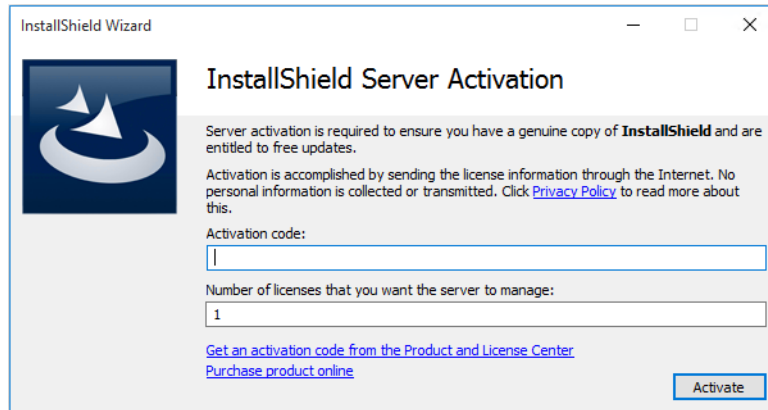 InstallShield Wizard
InstallShield Server Activation
Server activation is required to ensure you have a genuine copy of InstallShield and are
entitled to free updates.
Activation is accomplished by sending the license information through the Internet. No
personal information is collected or transmitted. Click Privacy Policy to read more about
this.
Activation code:
Number of licenses that you want the server to manage:
1
Get an activation code from the Product and License Center
Purchase product online
Activate